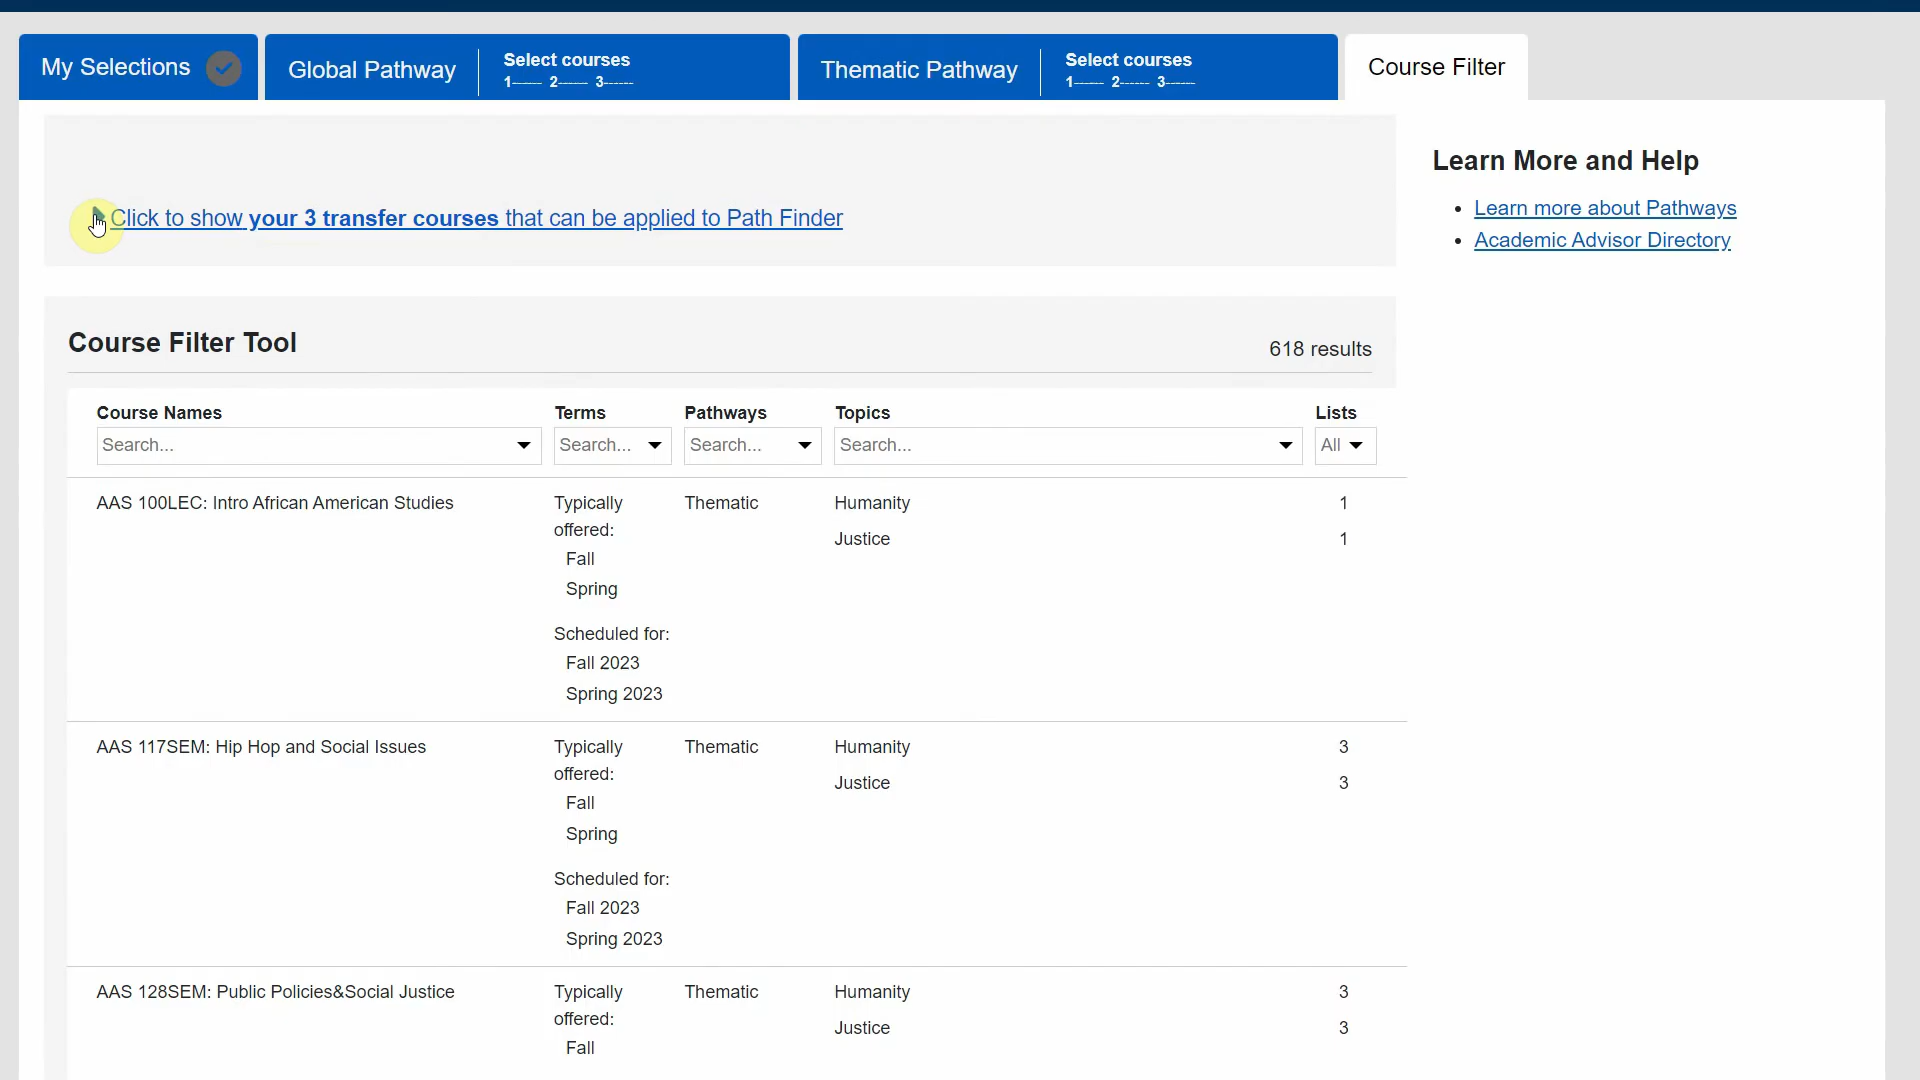 My Selections
Global Pathway
Select courses
1------ 2------ 3------
Thematic Pathway
Select courses
1------ 2------ 3------
Course Filter
Click to show your 3 transfer courses that can be applied to Path Finder
Learn More and Help
Learn more about Pathways
Academic Advisor Directory
Course Filter Tool
618 results
Course Names Terms Pathways Topics Lists
Search... Search... Search... Search... All
AAS 100LEC: Intro African American Studies Typically Thematic Humanity 1
offered: Justice 1
Fall
Spring
Scheduled for:
Fall 2023
Spring 2023
AAS 117SEM: Hip Hop and Social Issues Typically Thematic Humanity 3
offered: Justice 3
Fall
Spring
Scheduled for:
Fall 2023
Spring 2023
AAS 128SEM: Public Policies&Social Justice Typically Thematic Humanity 3
offered: Justice 3
Fall